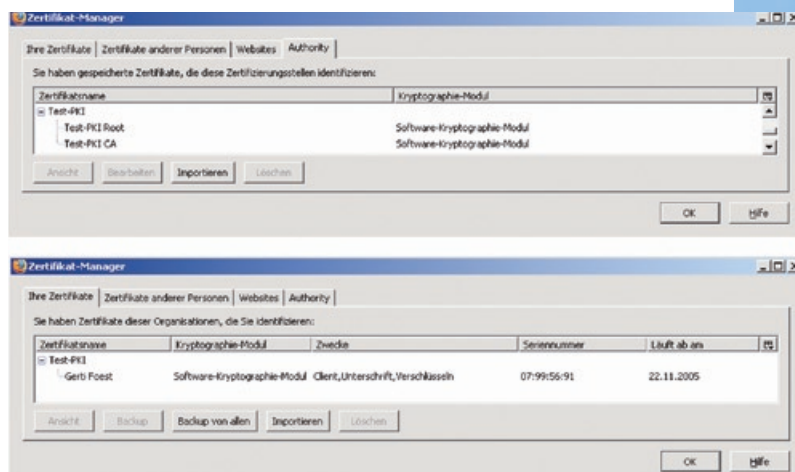 Zertifikat-Manager
Ihre Zertifikate Zertifikate anderer Personen Websites Authority
Sie haben gespeicherte Zertifikate, die diese Zertifizierungsstellen identifizieren:
Zertifikatsname Kryptographie-Modul
Test-PKI
Test-PKI Root Software-Kryptographie-Modul
Test-PKI CA Software-Kryptographie-Modul
Ansicht Bearbeiten Importieren Löschen
OK Hilfe
Zertifikat-Manager
Ihre Zertifikate Zertifikate anderer Personen Websites Authority
Sie haben Zertifikate dieser Organisationen, die Sie identifizieren:
Zertifikatsname Kryptographie-Modul Zwecke Seriennummer Läuft ab am
Test-PKI
Gerti Foest Software-Kryptographie-Modul Client,Unterschrift,Verschlüsseln 07:99:56:91 22.11.2005
Ansicht Backup Backup von allen Importieren Löschen
OK Hilfe